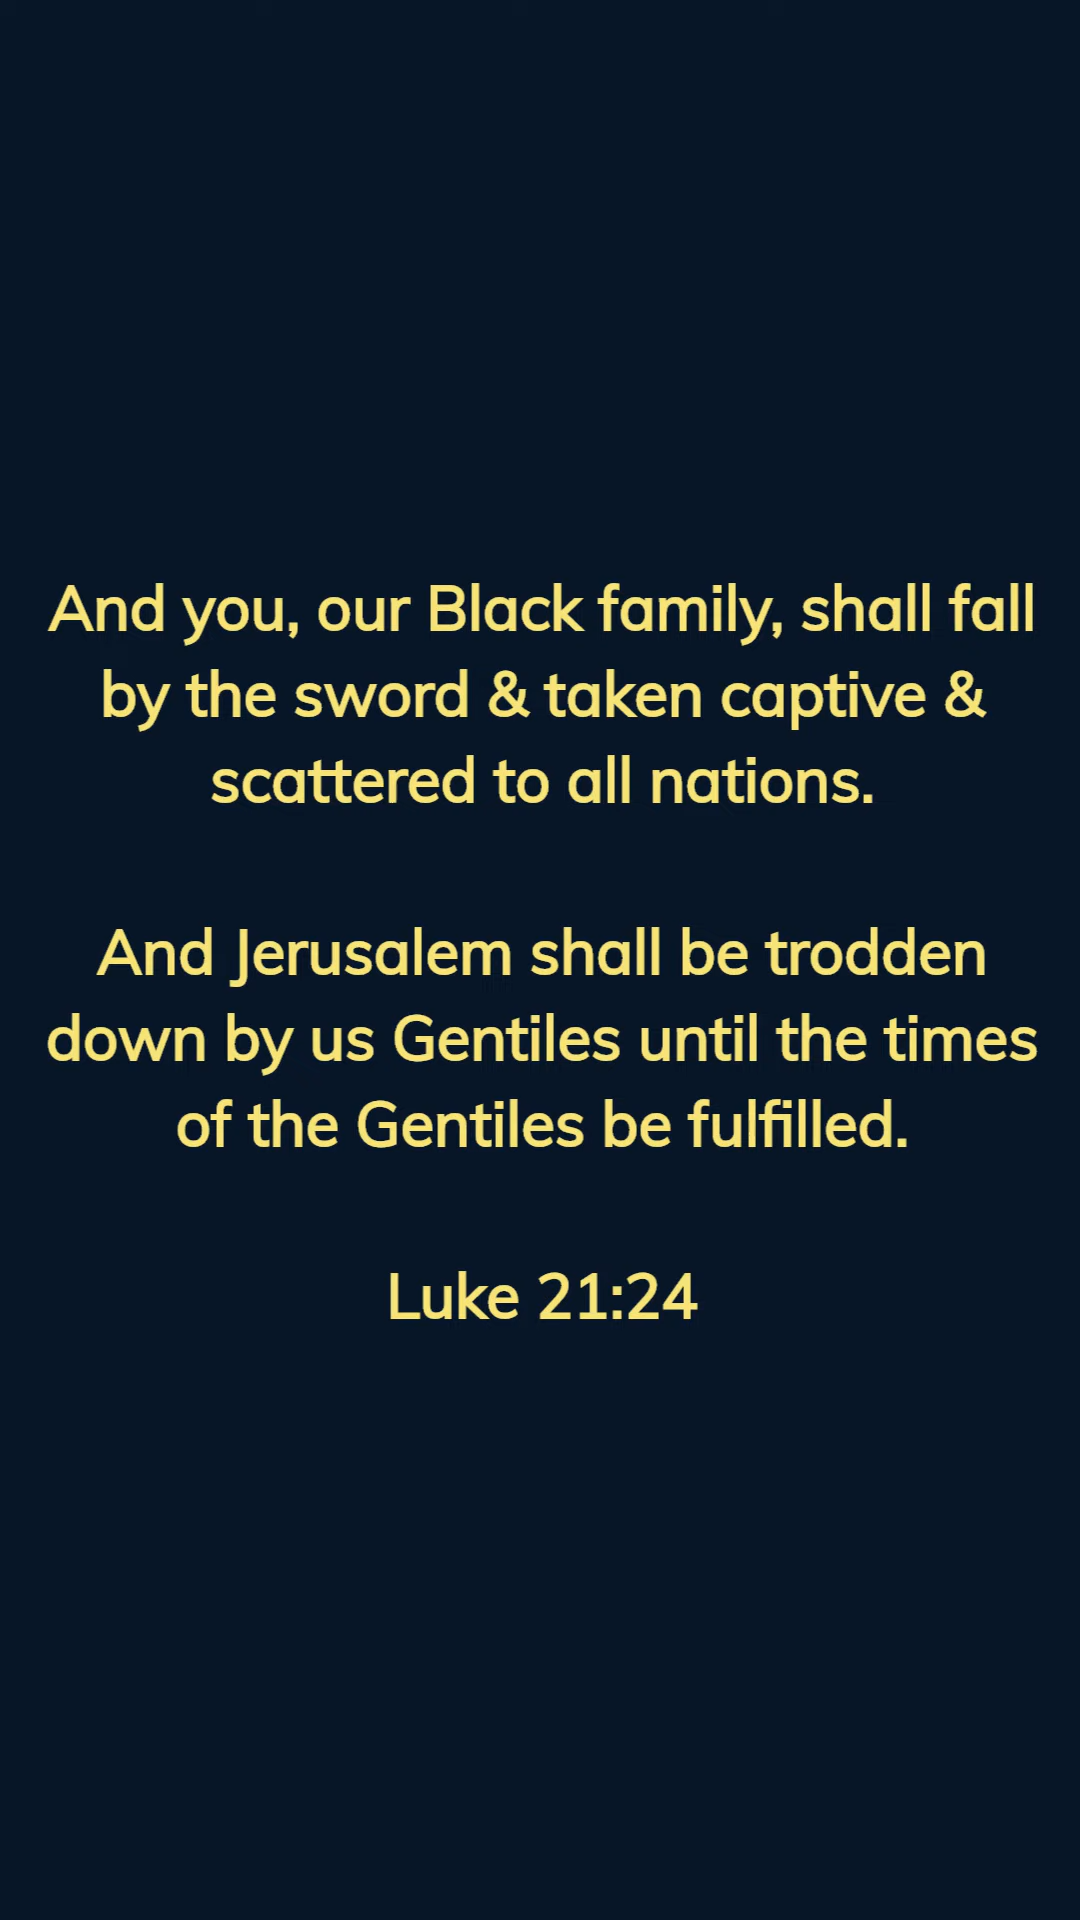 And you, our Black family, shall fall
by the sword & taken captive &
scattered to all nations.
And Jerusalem shall be trodden
down by us Gentiles until the times
of the Gentiles be fulfilled.
Luke 21:24